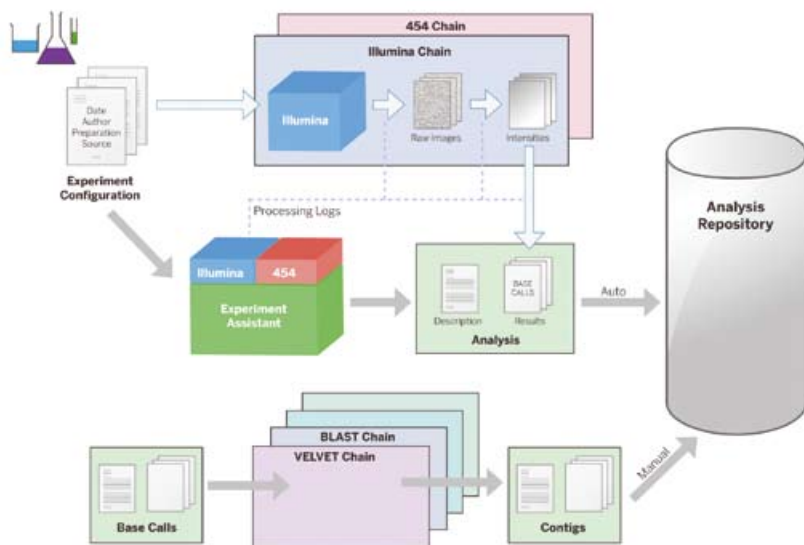 454 Chain
Illumina Chain
Illumina
Raw images
Intensities
Date
Author
Preparation
Source
Experiment
Configuration
Processing Logs
Analysis
Repository
Illumina
454
Experiment
Assistant
BASE
CALLS
Description
Results
Analysis
Auto
BLAST Chain
VELVET Chain
Base Calls
Contigs
Manual